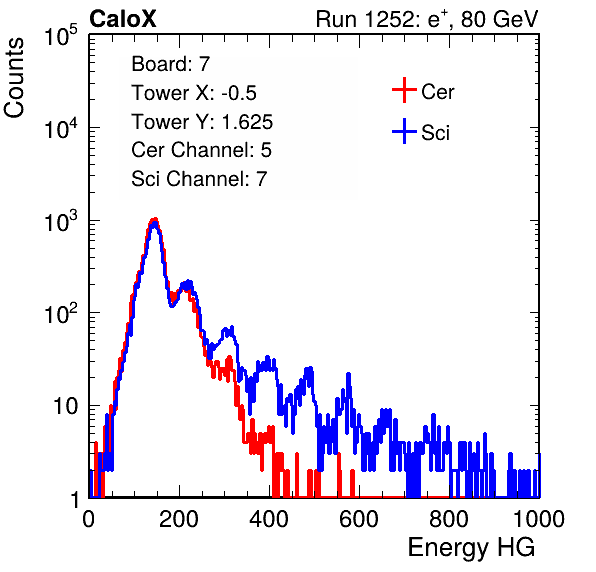 CaloX Run 1252: e⁺, 80 GeV
Counts
Board: 7
Tower X: -0.5
Tower Y: 1.625
Cer Channel: 5
Sci Channel: 7
Cer
Sci
10⁵
10⁴
10³
10²
10
1
0 200 400 600 800 1000
Energy HG